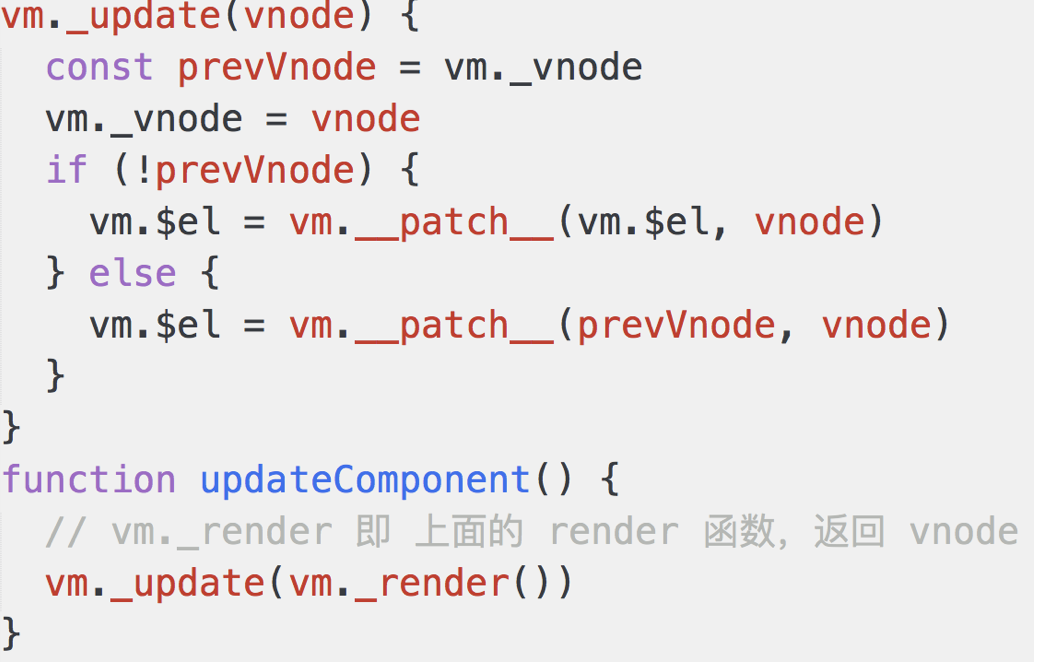 vm._update(vnode) {
  const prevVnode = vm._vnode
  vm._vnode = vnode
  if (!prevVnode) {
    vm.$el = vm.__patch__(vm.$el, vnode)
  } else {
    vm.$el = vm.__patch__(prevVnode, vnode)
  }
}
function updateComponent() {
  // vm._render 即 上面的 render 函数，返回 vnode
  vm._update(vm._render())
}